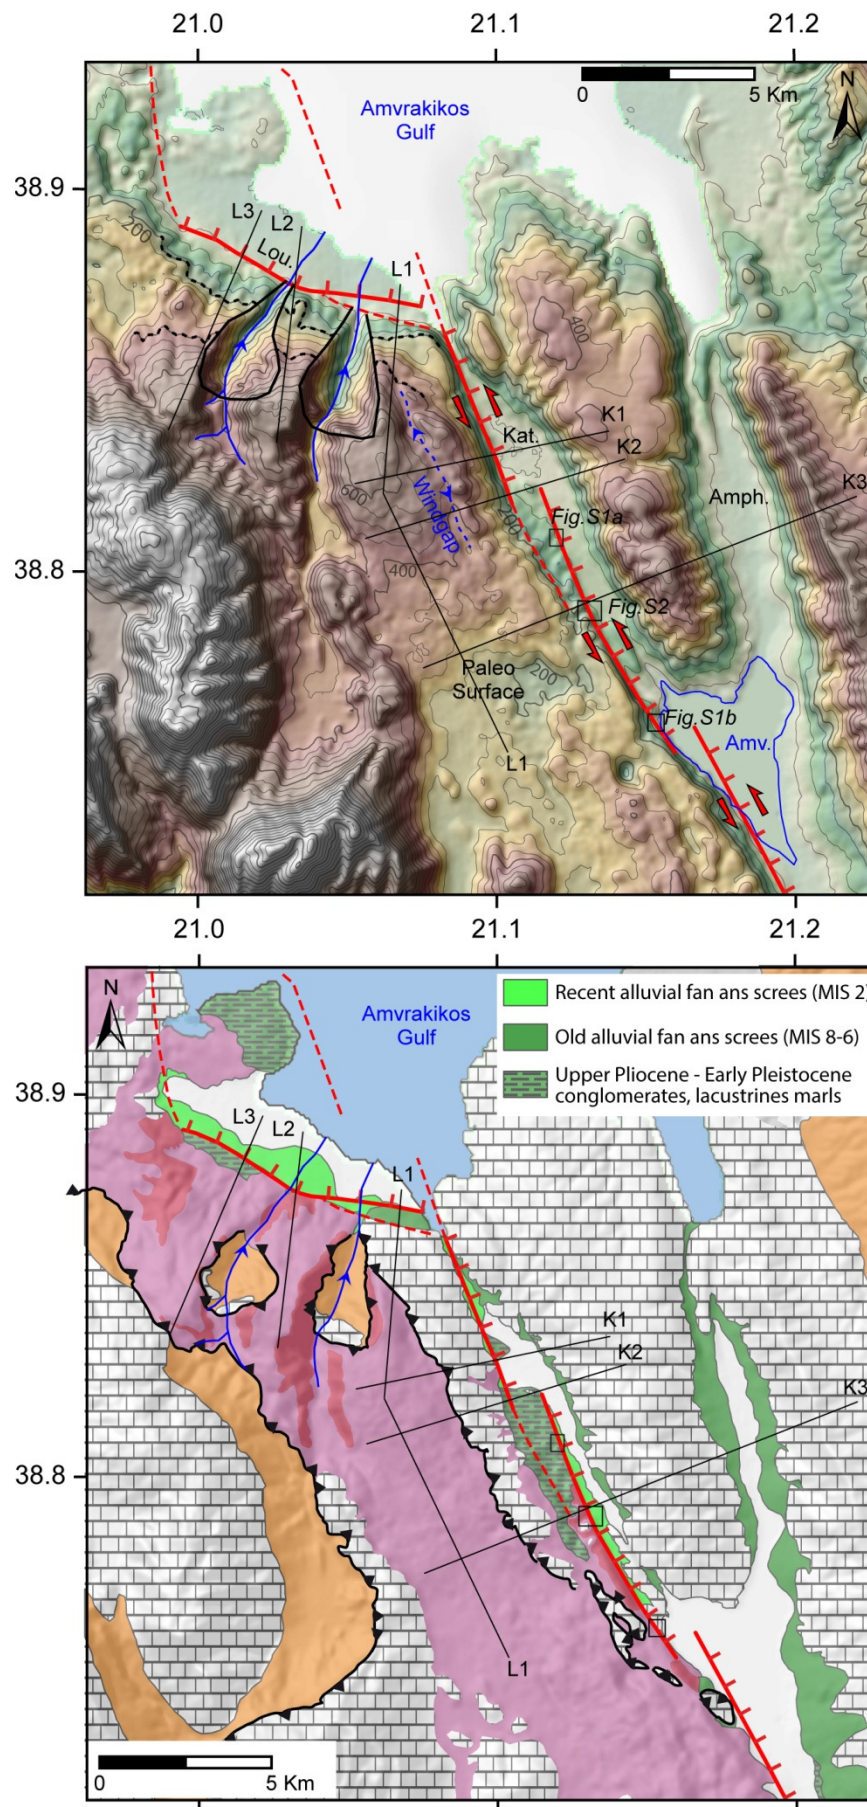 21.0
21.1
21.2
Amvrakikos
Gulf
0
5 Km
N
38.9
L3
L2
200
Lou.
L1
400
K1
Kat.
K2
K3
600
Windgap
Amph.
200
Fig.S1a
38.8
400
Fig.S2
Paleo
Surface
200
Fig.S1b
Amv.
L1
21.0
21.1
21.2
N
Amvrakikos
Gulf
Recent alluvial fan ans screes (MIS 2)
Old alluvial fan ans screes (MIS 8-6)
Upper Pliocene - Early Pleistocene
conglomerates, lacustrines marls
38.9
L3
L2
L1
K1
K2
K3
38.8
L1
0
5 Km